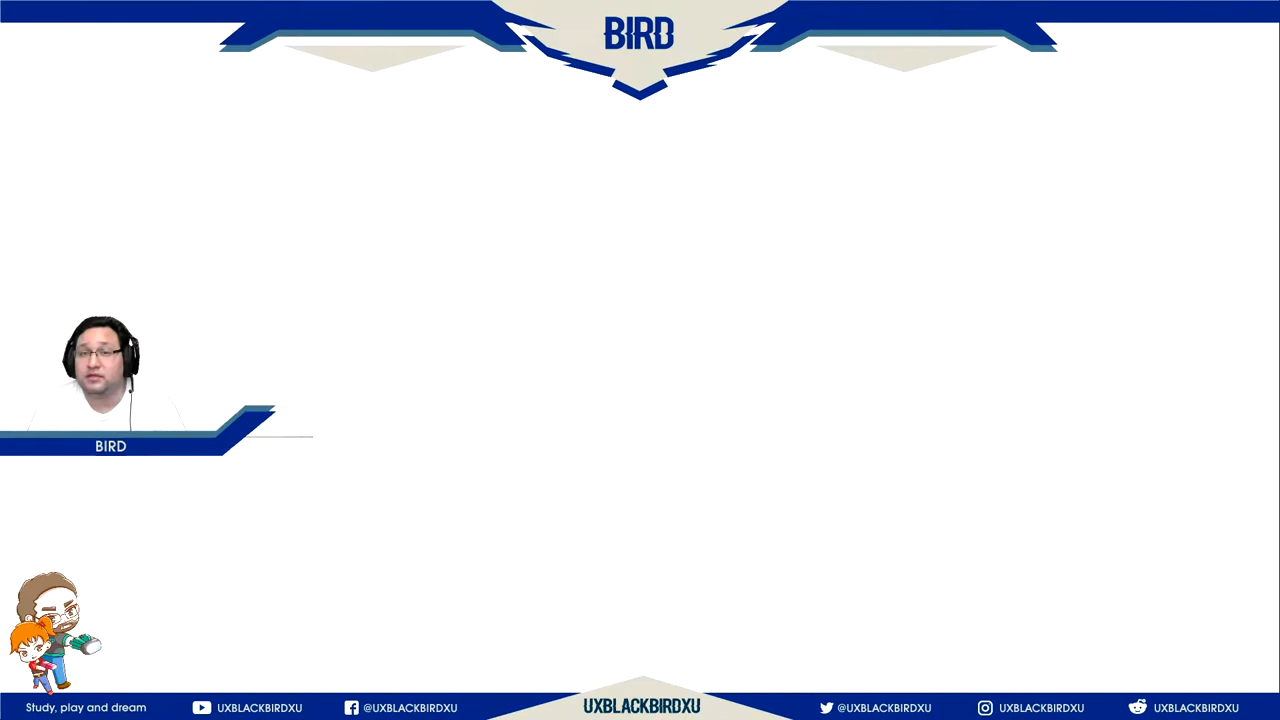 BIRD
BIRD
Study, play and dream
UXBLACKBIRDXU
@UXBLACKBIRDXU
UXBLACKBIRDXU
@UXBLACKBIRDXU
UXBLACKBIRDXU
UXBLACKBIRDXU